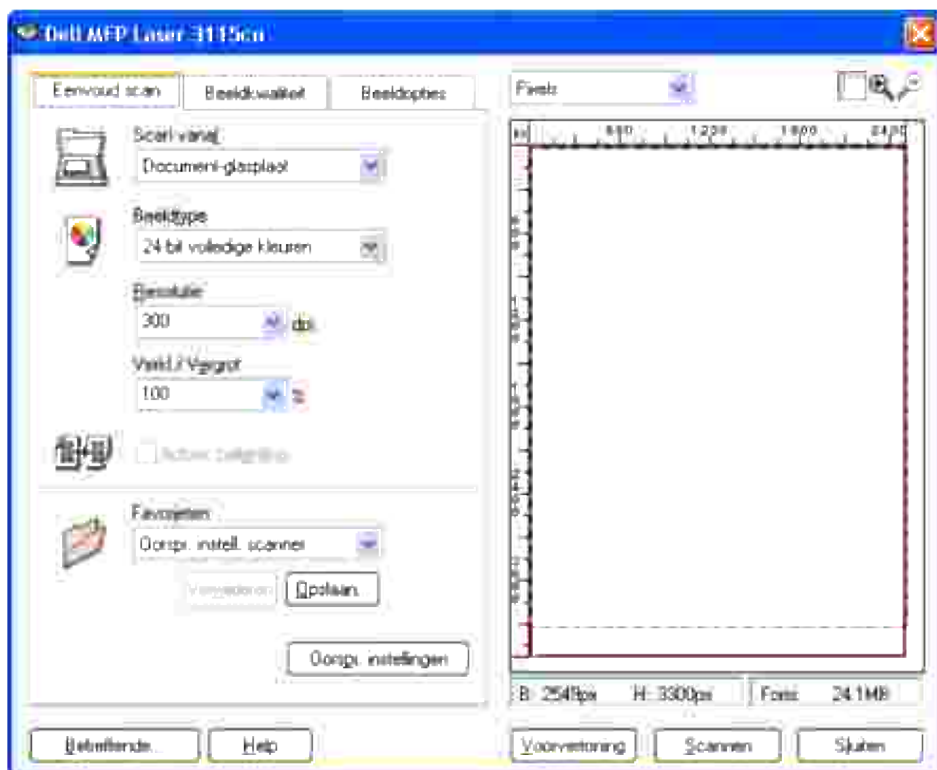 Dell MFP Laser 3115cn
Eenvoud scan
Beeldkwaliteit
Beeldopties
Scan vanaf:
Document-glasplaat
Beeldtype
24 bit volledige kleuren
Resolutie
300
dpi
Verkl./ Vergrot
100
%
Favorieten
Oorspr. instell. scanner
Verwijderen
Opslaan...
Oorspr. instellingen
Betreffende...
Help
Pixels
600
1200
1800
2400
B:
H: 3300px
24.1MB
Voorvertoning
Scannen
Sluiten